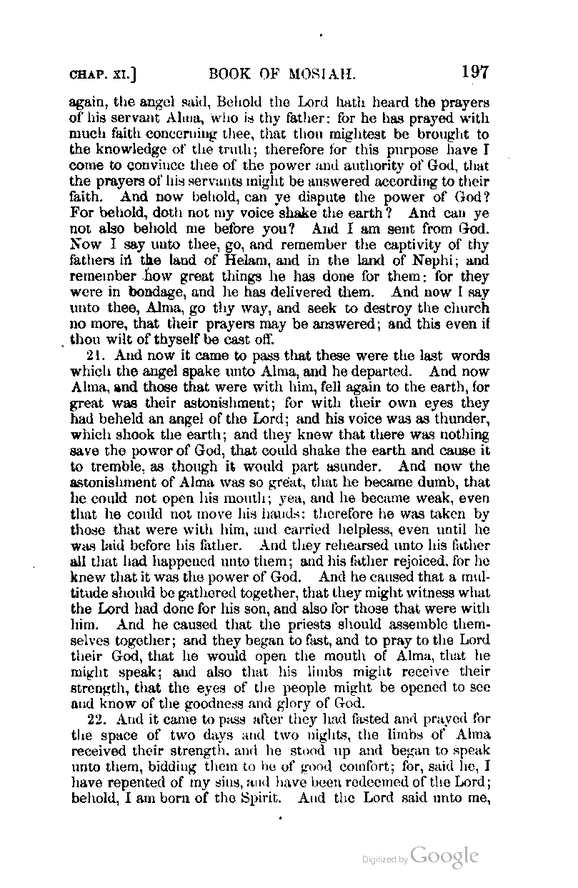 CHAP. XI.] BOOK OF MOSIAH. 197
again, the angel said, Behold the Lord hath heard the prayers
of his servant Alma, who is thy father: for he has prayed with
much faith concerning thee, that thou mightest be brought to
the knowledge of the truth; therefore for this purpose have I
come to convince thee of the power and authority of God, that
the prayers of his servants might be answered according to their
faith. And now behold, can ye dispute the power of God?
For behold, doth not my voice shake the earth? And can ye
not also behold me before you? And I am sent from God.
Now I say unto thee, go, and remember the captivity of thy
fathers in the land of Helam, and in the land of Nephi; and
remember how great things he has done for them: for they
were in bondage, and he has delivered them. And now I say
unto thee, Alma, go thy way, and seek to destroy the church
no more, that their prayers may be answered; and this even if
thou wilt of thyself be cast off.
21. And now it came to pass that these were the last words
which the angel spake unto Alma, and he departed. And now
Alma, and those that were with him, fell again to the earth, for
great was their astonishment; for with their own eyes they
had beheld an angel of the Lord; and his voice was as thunder,
which shook the earth; and they knew that there was nothing
save the power of God, that could shake the earth and cause it
to tremble, as though it would part asunder. And now the
astonishment of Alma was so great, that he became dumb, that
he could not open his mouth; yea, and he became weak, even
that he could not move his hands: therefore he was taken by
those that were with him, and carried helpless, even until he
was laid before his father. And they rehearsed unto his father
all that had happened unto them; and his father rejoiced, for he
knew that it was the power of God. And he caused that a mul-
titude should be gathered together, that they might witness what
the Lord had done for his son, and also for those that were with
him. And he caused that the priests should assemble them-
selves together; and they began to fast, and to pray to the Lord
their God, that he would open the mouth of Alma, that he
might speak; and also that his limbs might receive their
strength, that the eyes of the people might be opened to see
and know of the goodness and glory of God.
22. And it came to pass after they had fasted and prayed for
the space of two days and two nights, the limbs of Alma
received their strength, and he stood up and began to speak
unto them, bidding them to be of good comfort; for, said he, I
have repented of my sins, and have been redeemed of the Lord;
behold, I am born of the Spirit. And the Lord said unto me,
Digitized by Google